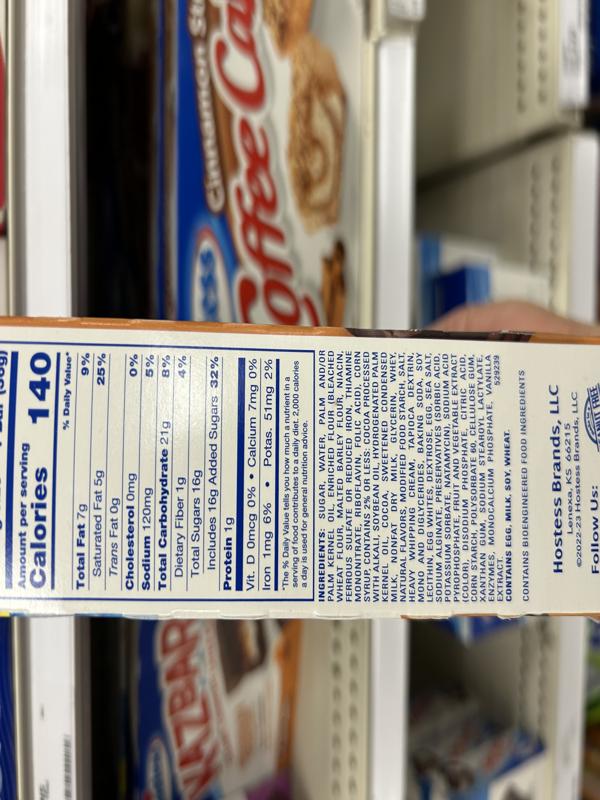 Amount per serving
Calories 140
% Daily Value*
Total Fat 7g 9%
Saturated Fat 5g 25%
Trans Fat 0g
Cholesterol 0mg 0%
Sodium 120mg 5%
Total Carbohydrate 21g 8%
Dietary Fiber 1g 4%
Total Sugars 16g
Includes 16g Added Sugars 32%
Protein 1g
Vit. D 0mcg 0% • Calcium 7mg 0%
Iron 1mg 6% • Potas. 51mg 2%
*The % Daily Value tells you how much a nutrient in a
serving of food contributes to a daily diet. 2,000 calories
a day is used for general nutrition advice.
INGREDIENTS: SUGAR, WATER, PALM AND/OR
PALM KERNEL OIL, ENRICHED FLOUR (BLEACHED
WHEAT FLOUR, MALTED BARLEY FLOUR, NIACIN,
FERROUS SULFATE OR REDUCED IRON, THIAMINE
MONONITRATE, RIBOFLAVIN, FOLIC ACID), CORN
SYRUP, CONTAINS 2% OR LESS: COCOA PROCESSED
WITH ALKALI, SOYBEAN OIL, HYDROGENATED PALM
KERNEL OIL, COCOA, SWEETENED CONDENSED
MILK, NONFAT DRY MILK, GLYCERIN, WHEY,
NATURAL FLAVORS, MODIFIED FOOD STARCH, SALT,
HEAVY WHIPPING CREAM, TAPIOCA DEXTRIN,
MONO AND DIGLYCERIDES, BAKING SODA, SOY
LECITHIN, EGG WHITES, DEXTROSE, EGG, SEA SALT,
SODIUM CASEINATE, PRESERVATIVES (SORBIC ACID,
POTASSIUM SORBATE, NATAMYCIN), SODIUM ACID
PYROPHOSPHATE, FRUIT AND VEGETABLE EXTRACT
(COLOR), DISODIUM PHOSPHATE, CITRIC ACID,
CORN STARCH, POLYSORBATE 60, CELLULOSE GUM,
XANTHAN GUM, SODIUM STEAROYL LACTYLATE,
ENZYMES, MONOCALCIUM PHOSPHATE, VANILLA
EXTRACT. 529239
CONTAINS EGG, MILK, SOY, WHEAT.
CONTAINS BIOENGINEERED FOOD INGREDIENTS
Hostess Brands, LLC
Lenexa, KS 66215
©2022-23 Hostess Brands, LLC
Follow Us:
Cinnamon St
Coffee Ca